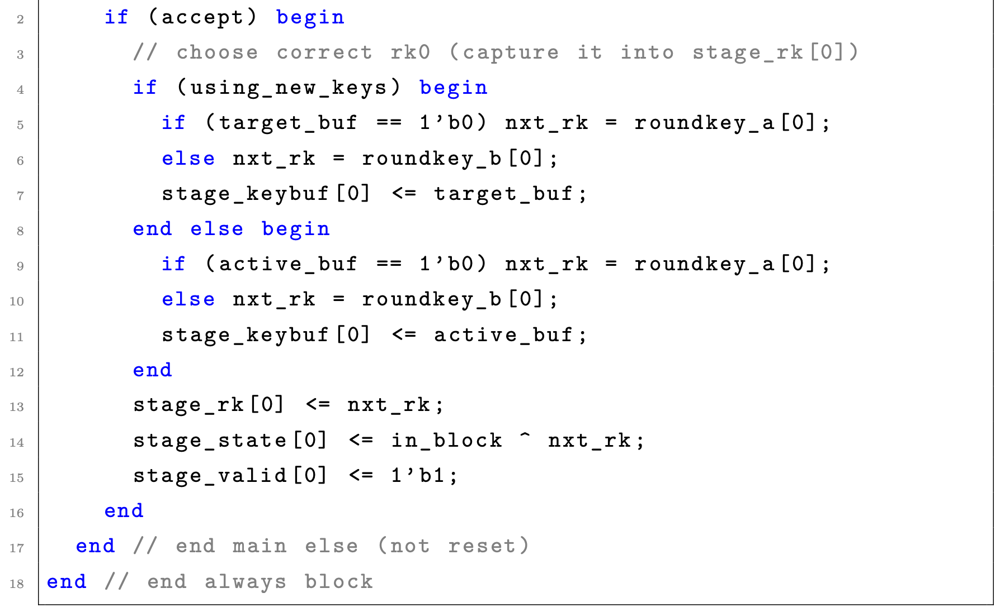 2 if (accept) begin
3 // choose correct rk0 (capture it into stage_rk[0])
4 if (using_new_keys) begin
5 if (target_buf == 1'b0) nxt_rk = roundkey_a[0];
6 else nxt_rk = roundkey_b[0];
7 stage_keybuf[0] <= target_buf;
8 end else begin
9 if (active_buf == 1'b0) nxt_rk = roundkey_a[0];
10 else nxt_rk = roundkey_b[0];
11 stage_keybuf[0] <= active_buf;
12 end
13 stage_rk[0] <= nxt_rk;
14 stage_state[0] <= in_block ^ nxt_rk;
15 stage_valid[0] <= 1'b1;
16 end
17 end // end main else (not reset)
18 end // end always block